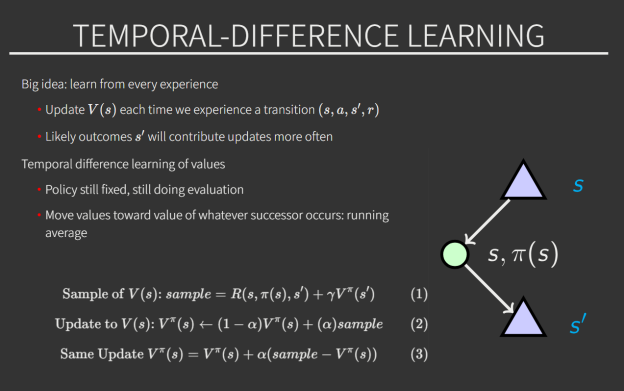 TEMPORAL-DIFFERENCE LEARNING
Big idea: learn from every experience
• Update V(s) each time we experience a transition (s, a, s′, r)
• Likely outcomes s′ will contribute updates more often
Temporal difference learning of values
• Policy still fixed, still doing evaluation
• Move values toward value of whatever successor occurs: running
average
s
s, π(s)
s′
Sample of V(s): sample = R(s, π(s), s′) + γV^π(s′) (1)
Update to V(s): V^π(s) ← (1 − α)V^π(s) + (α)sample (2)
Same Update V^π(s) = V^π(s) + α(sample − V^π(s)) (3)